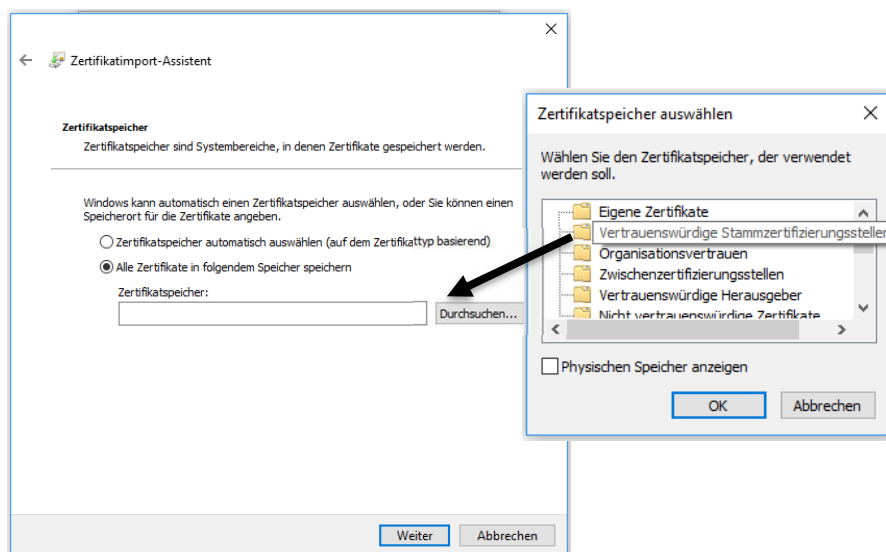 Zertifikatimport-Assistent
Zertifikatspeicher
Zertifikatspeicher sind Systembereiche, in denen Zertifikate gespeichert werden.
Windows kann automatisch einen Zertifikatspeicher auswählen, oder Sie können einen
Speicherort für die Zertifikate angeben.
Zertifikatspeicher automatisch auswählen (auf dem Zertifikattyp basierend)
Alle Zertifikate in folgendem Speicher speichern
Zertifikatspeicher:
Durchsuchen...
Weiter
Abbrechen
Zertifikatspeicher auswählen
Wählen Sie den Zertifikatspeicher, der verwendet
werden soll.
Eigene Zertifikate
Vertrauenswürdige Stammzertifizierungsstellen
Organisationsvertrauen
Zwischenzertifizierungsstellen
Vertrauenswürdige Herausgeber
Nicht vertrauenswürdige Zertifikate
Physischen Speicher anzeigen
OK
Abbrechen